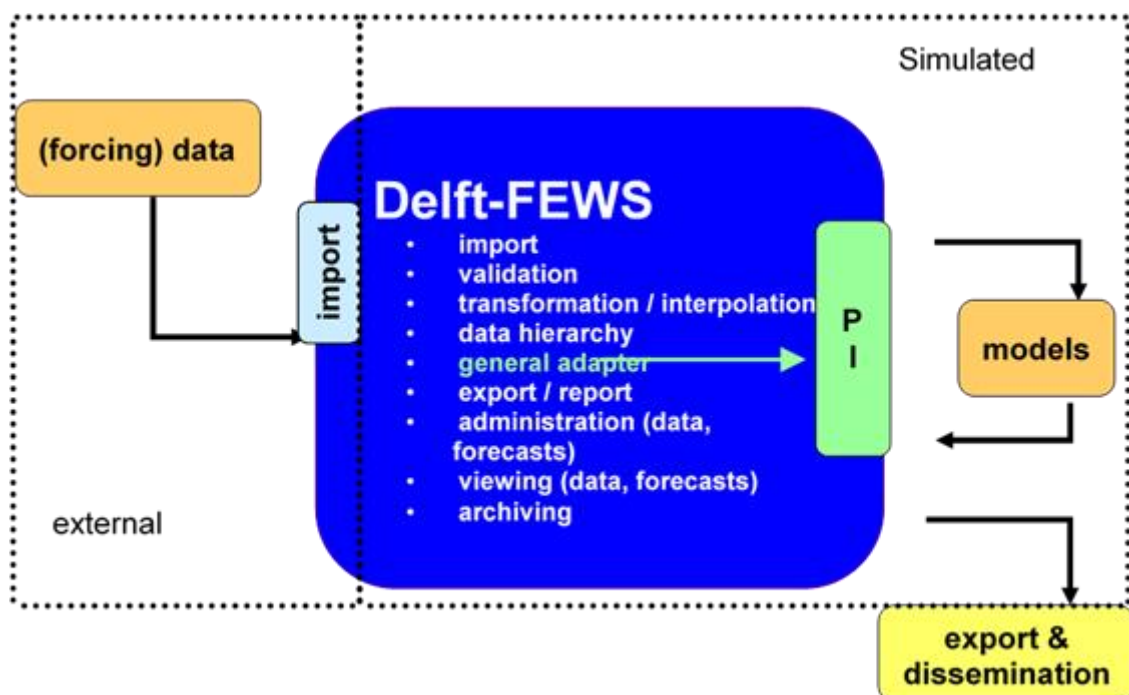 Simulated
(forcing) data
import
Delft-FEWS
• import
• validation
• transformation / interpolation
• data hierarchy
• general adapter
• export / report
• administration (data,
forecasts)
• viewing (data, forecasts)
• archiving
P
I
models
external
export &
dissemination